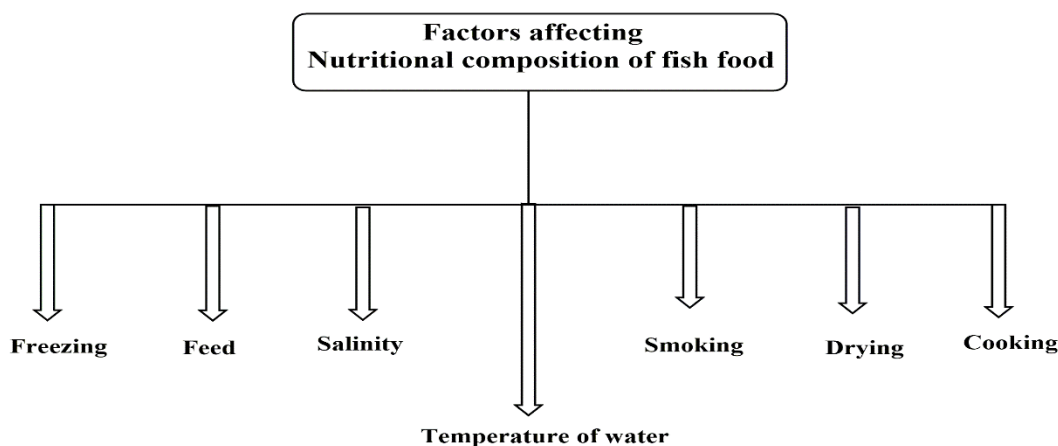 Factors affecting
Nutritional composition of fish food
Freezing
Feed
Salinity
Smoking
Drying
Cooking
Temperature of water